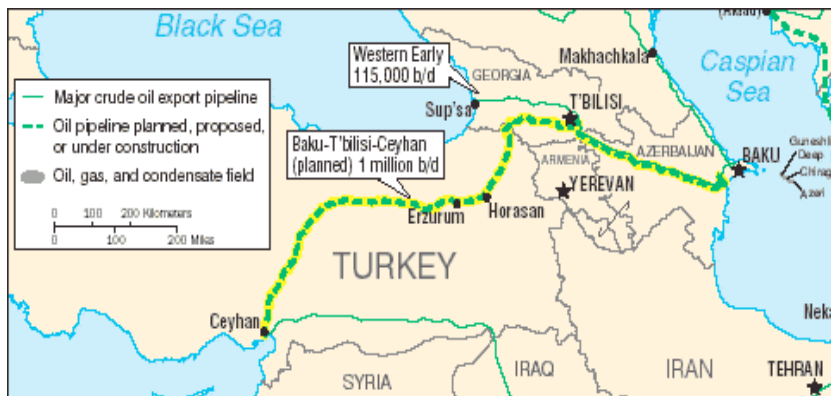 Black Sea
Caspian
Sea
Western Early
115,000 b/d
Makhachkala
GEORGIA
T'BILISI
Sup'sa
Major crude oil export pipeline
Oil pipeline planned, proposed,
or under construction
Oil, gas, and condensate field
0 100 200 Kilometers
0 100 200 Miles
Baku-T'bilisi-Ceyhan
(planned) 1 million b/d
AZERBAIJAN
ARMENIA
BAKU
Deep
Chirag
Azeri
YEREVAN
Erzurum
Horasan
TURKEY
Ceyhan
Neka
SYRIA
IRAQ
IRAN
TEHRAN